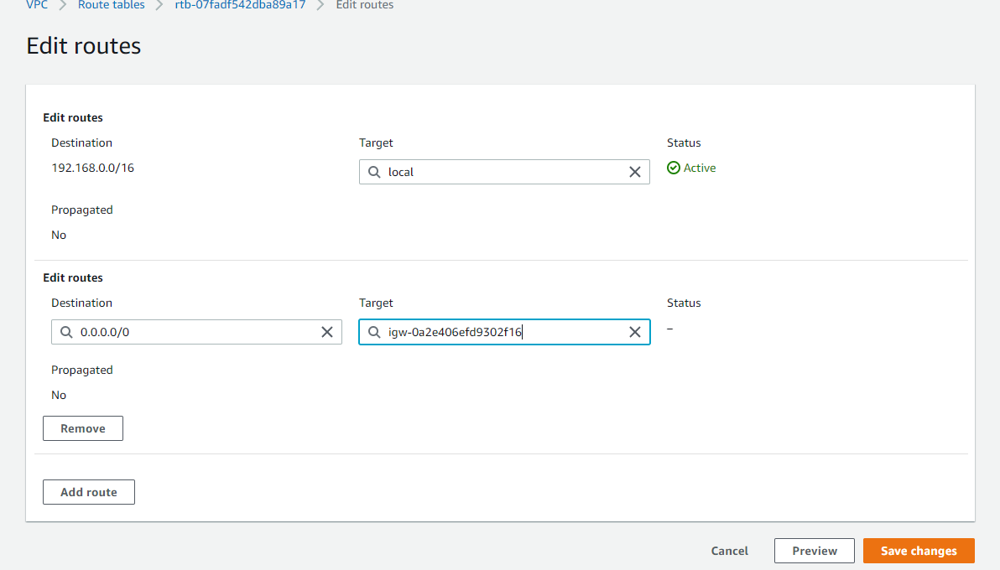 VPC > Route tables > rtb-07fadf542dba89a17 > Edit routes
Edit routes
Edit routes
Destination Target Status
192.168.0.0/16 local Active
Propagated
No
Edit routes
Destination Target Status
0.0.0.0/0 igw-0a2e406efd9302f16 –
Propagated
No
Remove
Add route
Cancel Preview Save changes